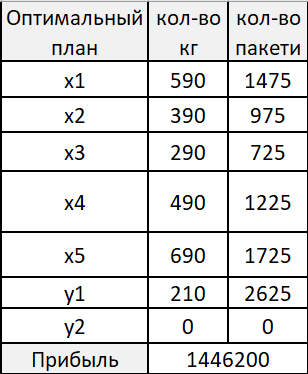 Оптимальный план кол-во кг кол-во пакети
x1 590 1475
x2 390 975
x3 290 725
x4 490 1225
x5 690 1725
y1 210 2625
y2 0 0
Прибыль 1446200